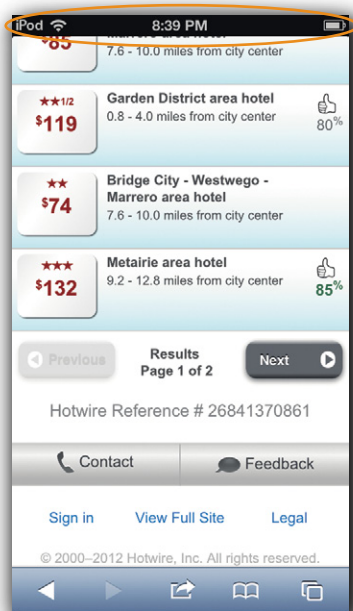 iPod 8:39 PM
$85 Marrero area hotel
7.6 - 10.0 miles from city center
★★1/2
$119
Garden District area hotel
0.8 - 4.0 miles from city center
80%
★★
$74
Bridge City - Westwego -
Marrero area hotel
7.6 - 10.0 miles from city center
★★★
$132
Metairie area hotel
9.2 - 12.8 miles from city center
85%
Previous
Results
Page 1 of 2
Next
Hotwire Reference # 26841370861
Contact
Feedback
Sign in View Full Site Legal
© 2000–2012 Hotwire, Inc. All rights reserved.